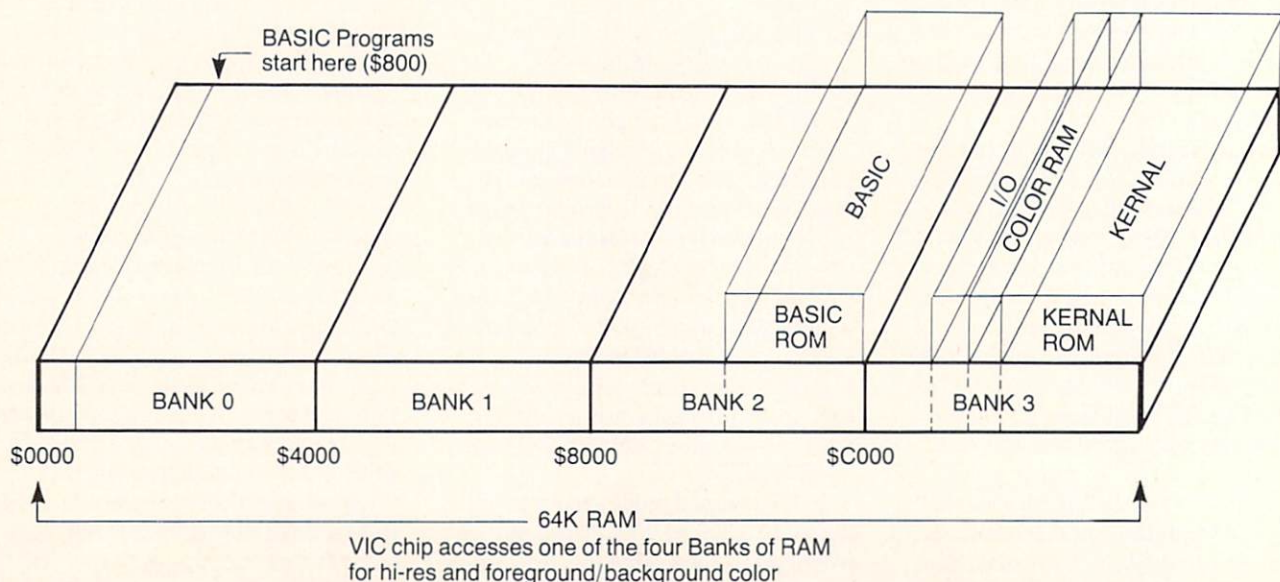 BASIC Programs
start here ($800)
BASIC
I/O
COLOR RAM
KERNAL
BASIC
ROM
KERNAL
ROM
BANK 0
BANK 1
BANK 2
BANK 3
$0000
$4000
$8000
$C000
64K RAM
VIC chip accesses one of the four Banks of RAM
for hi-res and foreground/background color